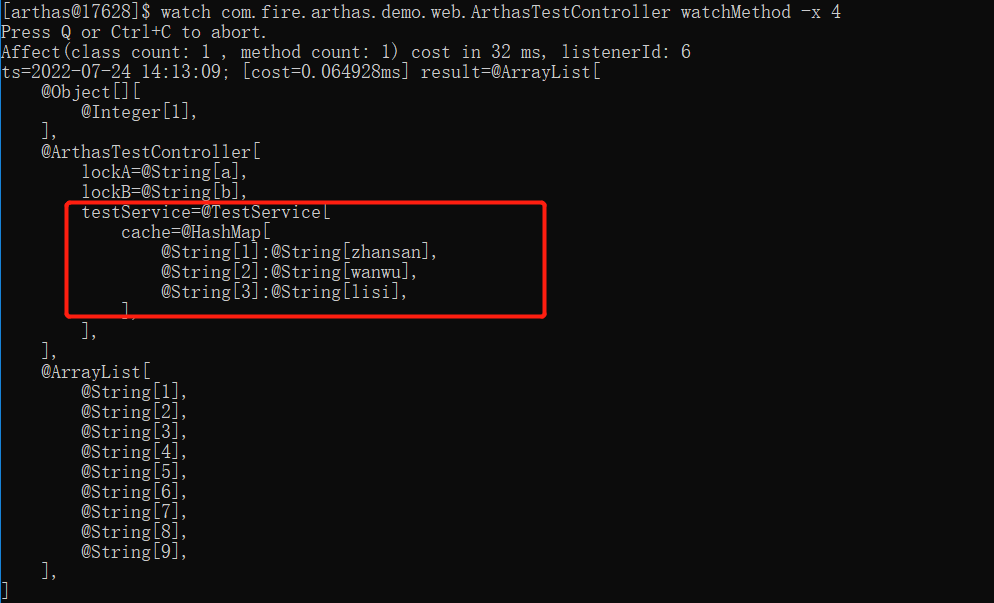 [arthas@17628]$ watch com.fire.arthas.demo.web.ArthasTestController watchMethod -x 4
Press Q or Ctrl+C to abort.
Affect(class count: 1 , method count: 1) cost in 32 ms, listenerId: 6
ts=2022-07-24 14:13:09; [cost=0.064928ms] result=@ArrayList[
    @Object[][
        @Integer[1],
    ],
    @ArthasTestController[
        lockA=@String[a],
        lockB=@String[b],
        testService=@TestService[
            cache=@HashMap[
                @String[1]:@String[zhansan],
                @String[2]:@String[wanwu],
                @String[3]:@String[lisi],
            ],
        ],
    ],
    @ArrayList[
        @String[1],
        @String[2],
        @String[3],
        @String[4],
        @String[5],
        @String[6],
        @String[7],
        @String[8],
        @String[9],
    ],
]